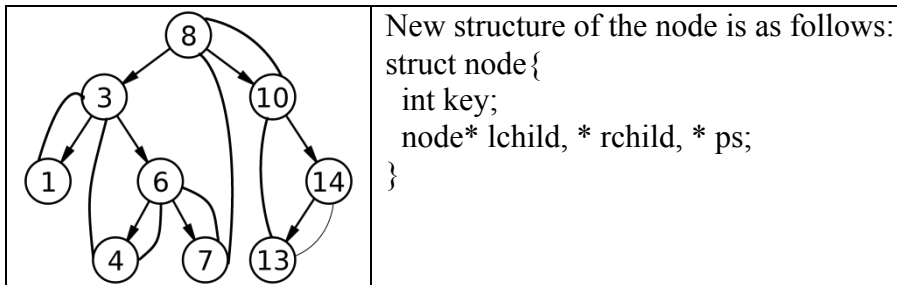 8
3
10
1
6
14
4
7
13
New structure of the node is as follows:
struct node{
int key;
node* lchild, * rchild, * ps;
}